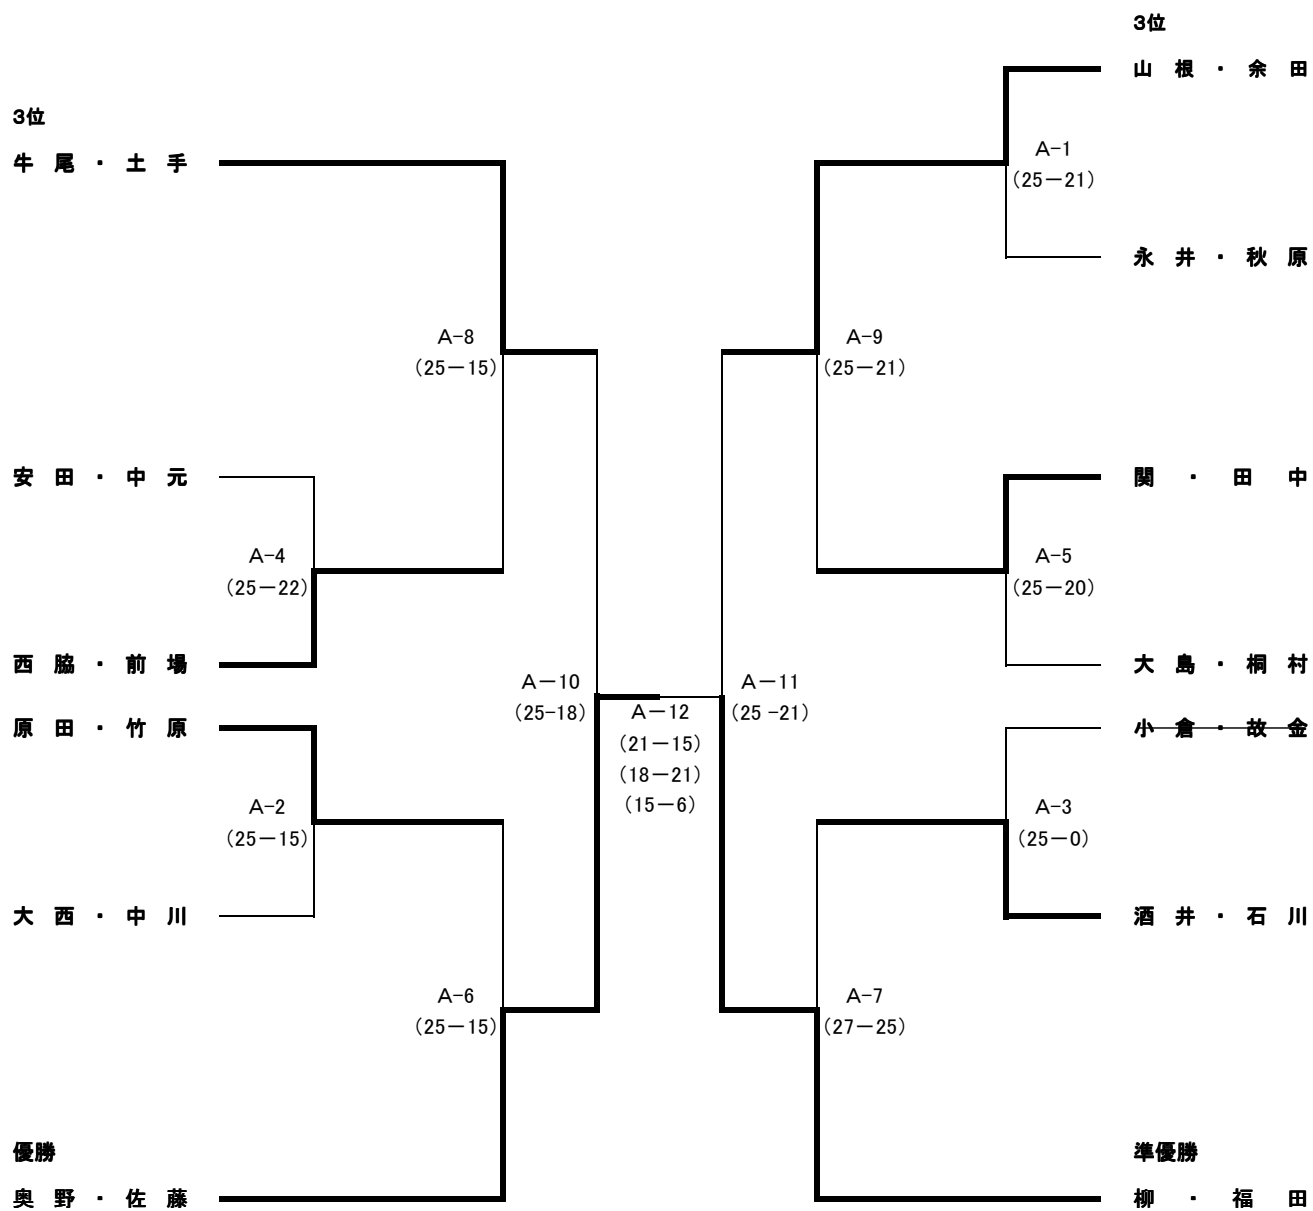 3位
山根・余田
3位
A-1
牛尾・土手
(25－21)
永井・秋原
A-8
A-9
(25－15)
(25－21)
安田・中元
関・田中
A-4
A-5
(25－22)
(25－20)
西脇・前場
大島・桐村
A－10
A－11
(25-18)
(25 -21)
A－12
原田・竹原
小倉・故金
(21－15)
(18－21)
(15－6)
A-2
A-3
(25－15)
(25－0)
大西・中川
酒井・石川
A-6
A-7
(25－15)
(27－25)
優勝
準優勝
奥野・佐藤
柳・福田